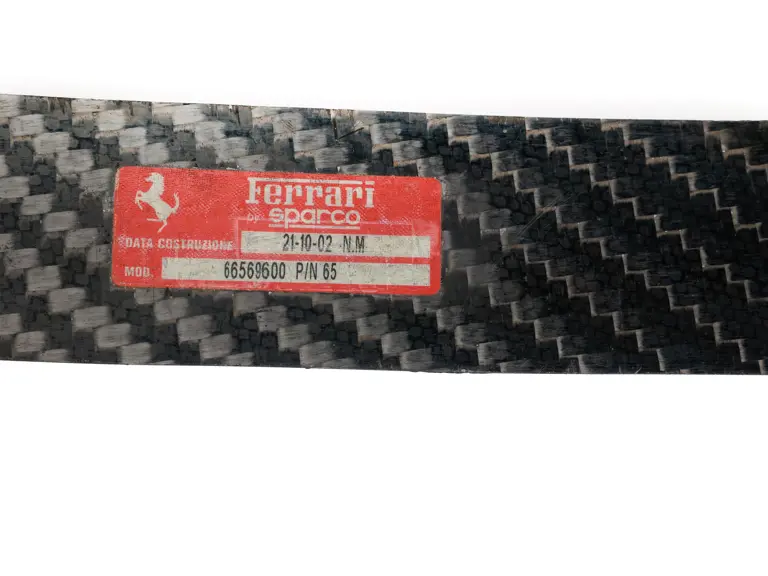 Ferrari
by sparco
DATA COSTRUZIONE 21-10-02 N.M
MOD. 66569600 P/N 65